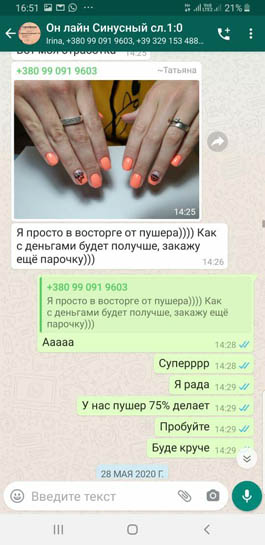 16:51
21%
Он лайн Синусный сл.1:0
Irina, +380 99 091 9603, +39 329 153 488...
14:25
+380 99 091 9603
~Татьяна
14:25
Я просто в восторге от пушера)))) Как
с деньгами будет получше, закажу
ещё парочку)))
14:26
+380 99 091 9603
Я просто в восторге от пушера)))) Как
с деньгами будет получше, закажу ещё
парочку)))
Ааааа
14:28
Суперррр
14:28
Я рада
14:29
У нас пушер 75% делает
14:29
Пробуйте
14:29
Буде круче
14:29
28 МАЯ 2020 Г.
Введите текст